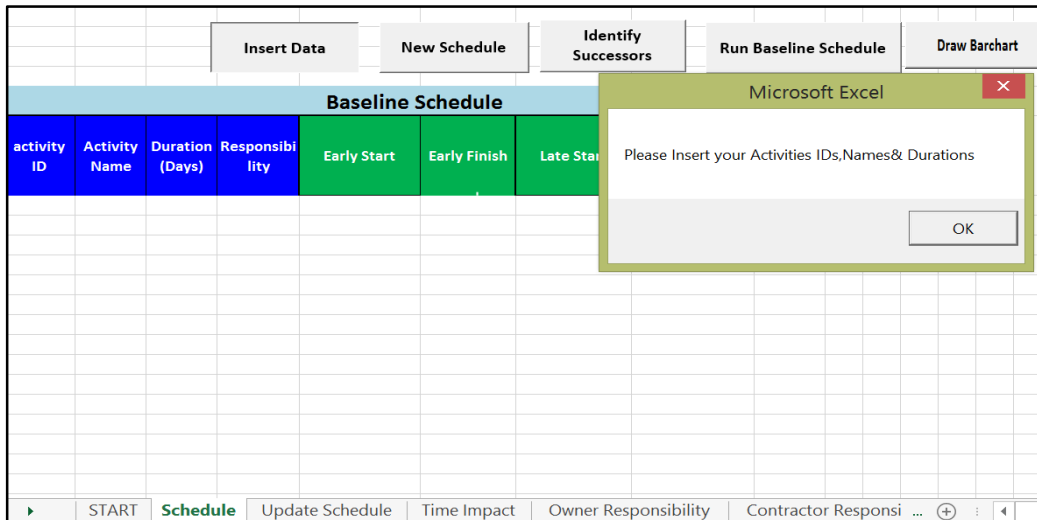 Insert Data
New Schedule
Identify
Successors
Run Baseline Schedule
Draw Barchart
Baseline Schedule
Microsoft Excel
activity
ID
Activity
Name
Duration
(Days)
Responsibi
lity
Early Start
Early Finish
Late Star
Please Insert your Activities IDs,Names& Durations
OK
START
Schedule
Update Schedule
Time Impact
Owner Responsibility
Contractor Responsi ...